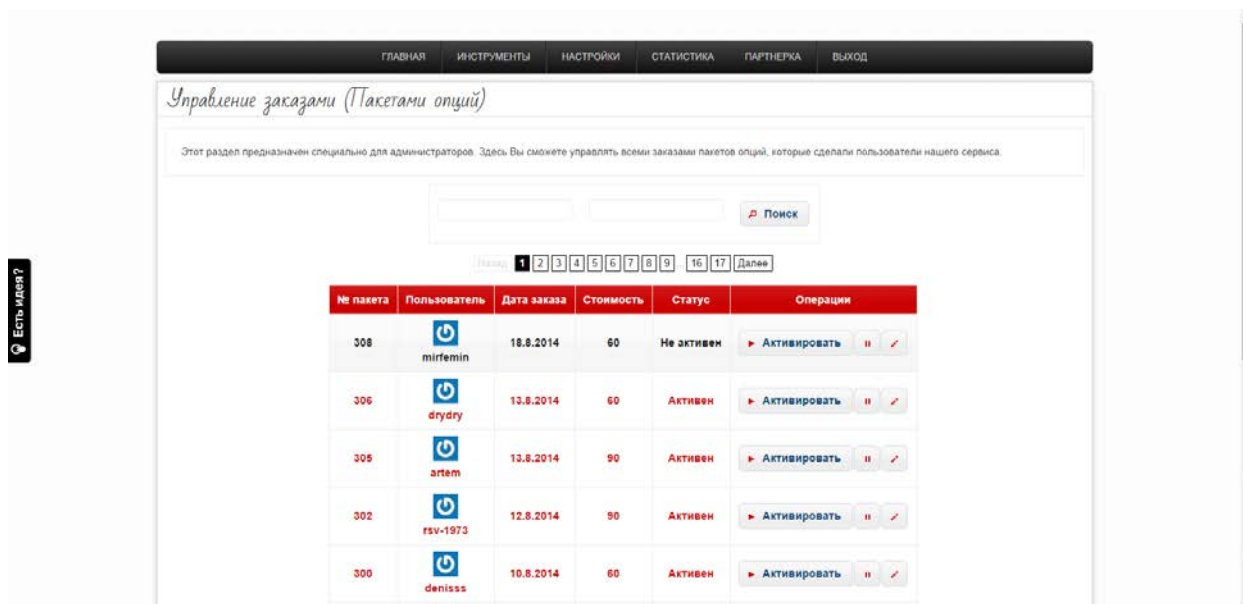 ГЛАВНАЯ ИНСТРУМЕНТЫ НАСТРОЙКИ СТАТИСТИКА ПАРТНЕРКА ВЫХОД
Управление заказами (Пакетами опций)
Этот раздел предназначен специально для администраторов. Здесь Вы сможете управлять всеми заказами пакетов опций, которые сделали пользователи нашего сервиса.
Поиск
Назад 1 2 3 4 5 6 7 8 9 ... 16 17 Далее
Есть идея?
№ пакета Пользователь Дата заказа Стоимость Статус Операции
308 mirfemin 18.8.2014 60 Не активен Активировать
306 drydry 13.8.2014 60 Активен Активировать
305 artem 13.8.2014 90 Активен Активировать
302 rsv-1973 12.8.2014 90 Активен Активировать
300 denisss 10.8.2014 60 Активен Активировать